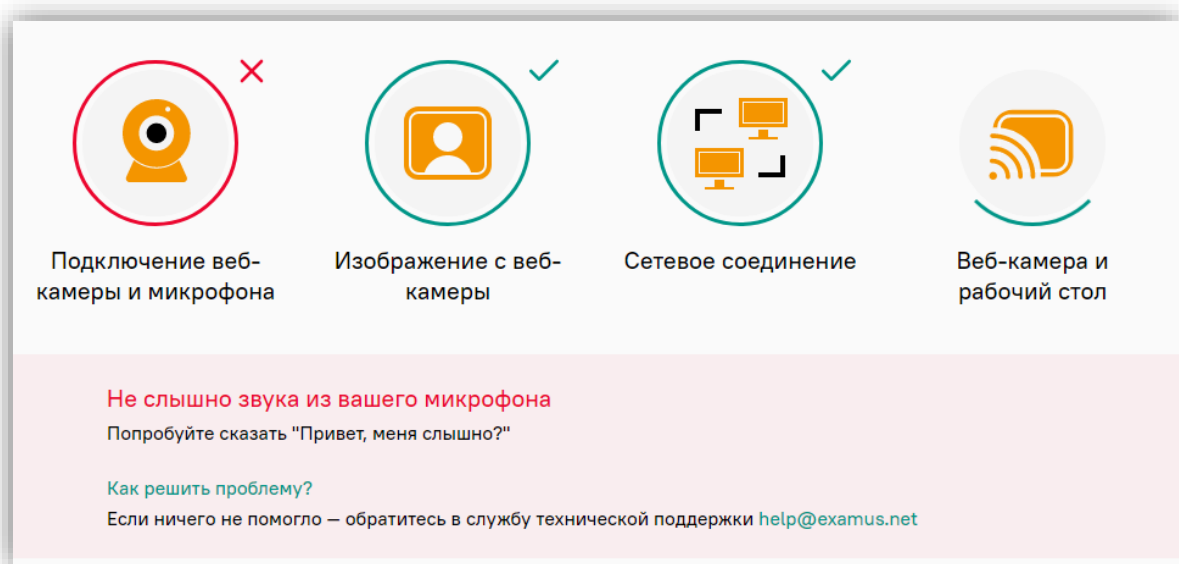 Подключение веб-
камеры и микрофона
Изображение с веб-
камеры
Сетевое соединение
Веб-камера и
рабочий стол
Не слышно звука из вашего микрофона
Попробуйте сказать "Привет, меня слышно?"
Как решить проблему?
Если ничего не помогло — обратитесь в службу технической поддержки help@examus.net